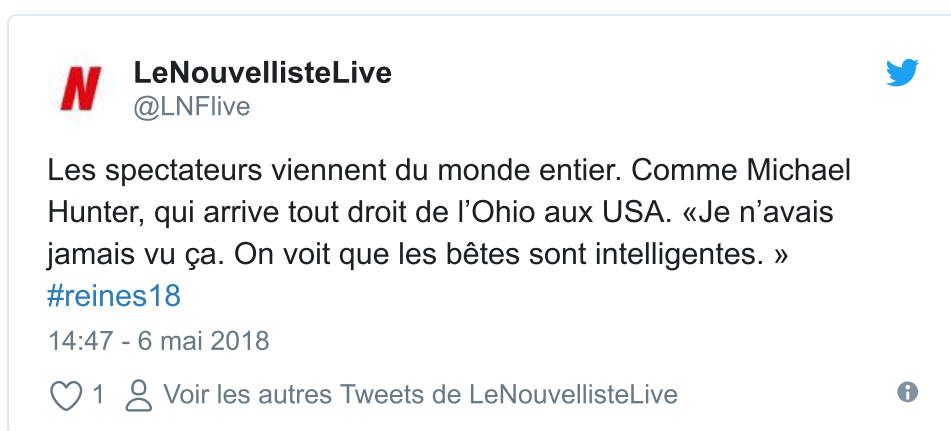 N
LeNouvellisteLive
@LNFlive
Les spectateurs viennent du monde entier. Comme Michael
Hunter, qui arrive tout droit de l’Ohio aux USA. «Je n’avais
jamais vu ça. On voit que les bêtes sont intelligentes. »
#reines18
14:47 - 6 mai 2018
1 Voir les autres Tweets de LeNouvellisteLive